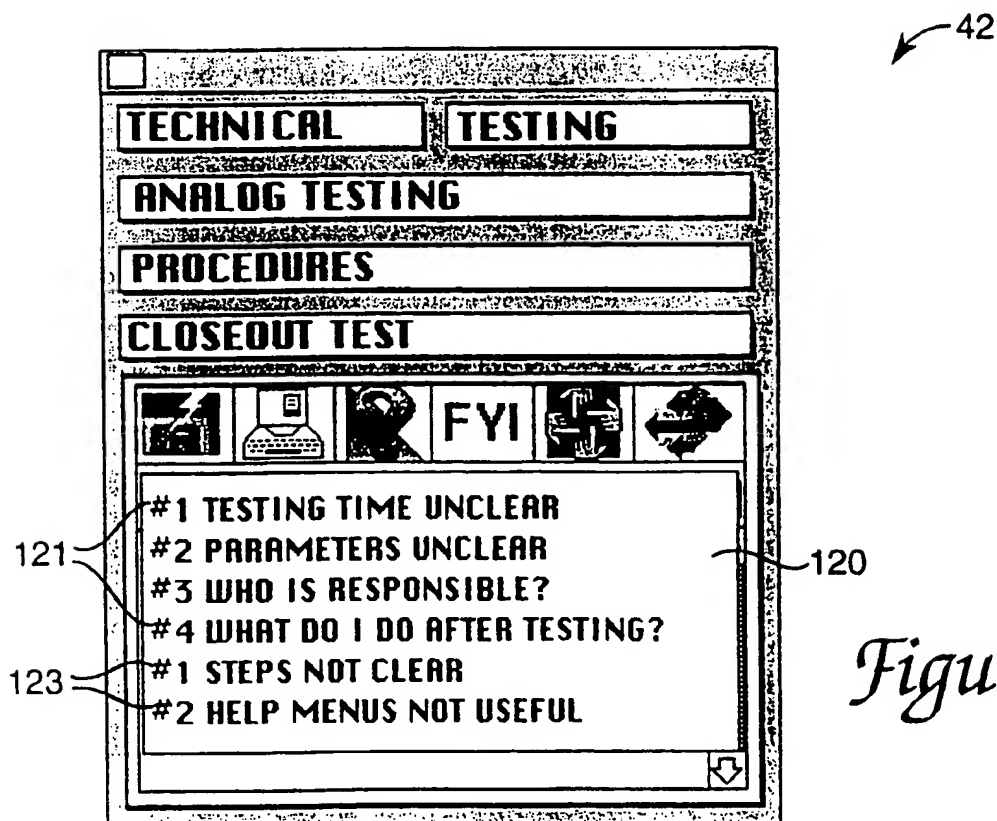 42
TECHNICAL TESTING
ANALOG TESTING
PROCEDURES
CLOSEOUT TEST
FYI
#1 TESTING TIME UNCLEAR
#2 PARAMETERS UNCLEAR
#3 WHO IS RESPONSIBLE?
#4 WHAT DO I DO AFTER TESTING?
#1 STEPS NOT CLEAR
#2 HELP MENUS NOT USEFUL
121
120
123
Figu